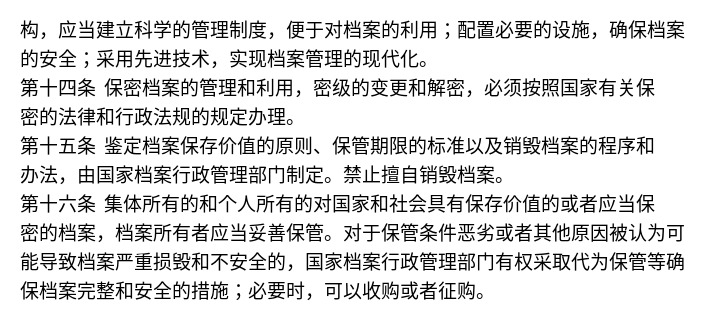 构，应当建立科学的管理制度，便于对档案的利用；配置必要的设施，确保档案
的安全；采用先进技术，实现档案管理的现代化。
第十四条 保密档案的管理和利用，密级的变更和解密，必须按照国家有关保
密的法律和行政法规的规定办理。
第十五条 鉴定档案保存价值的原则、保管期限的标准以及销毁档案的程序和
办法，由国家档案行政管理部门制定。禁止擅自销毁档案。
第十六条 集体所有的和个人所有的对国家和社会具有保存价值的或者应当保
密的档案，档案所有者应当妥善保管。对于保管条件恶劣或者其他原因被认为可
能导致档案严重损毁和不安全的，国家档案行政管理部门有权采取代为保管等确
保档案完整和安全的措施；必要时，可以收购或者征购。